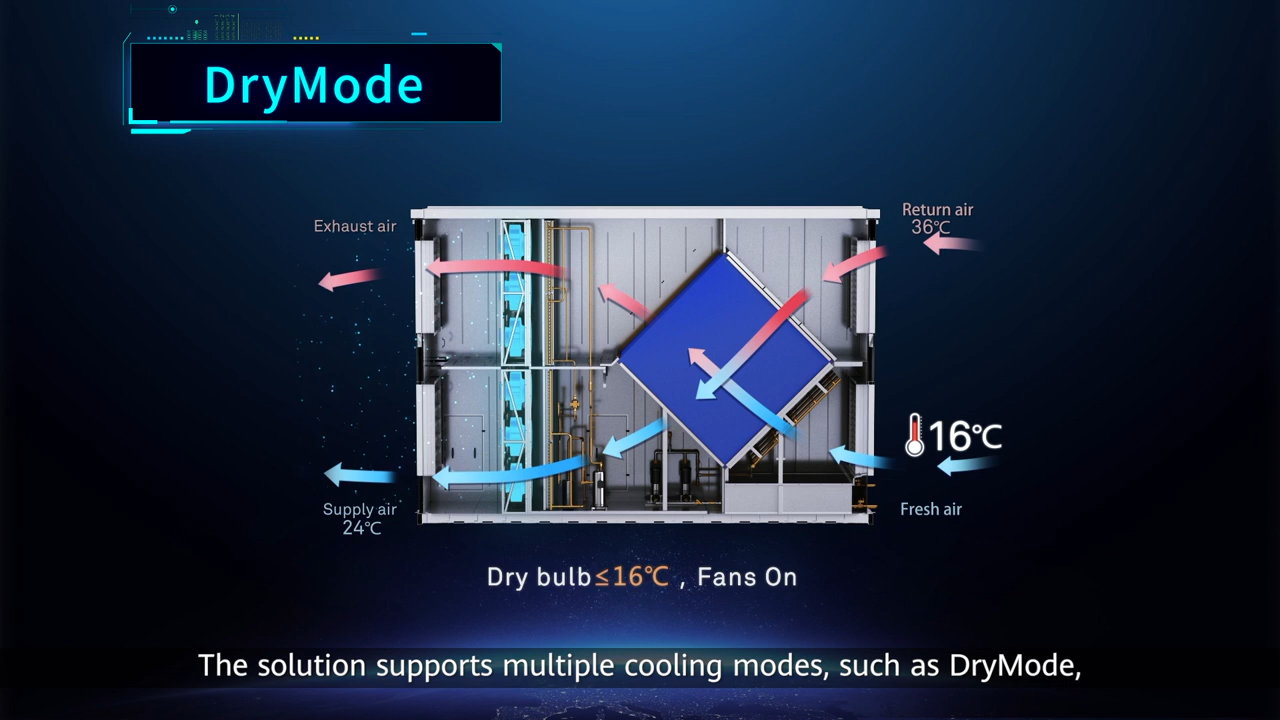 DryMode
Exhaust air
Return air
36℃
16℃
Supply air
24℃
Fresh air
Dry bulb≤16℃ , Fans On
The solution supports multiple cooling modes, such as DryMode,